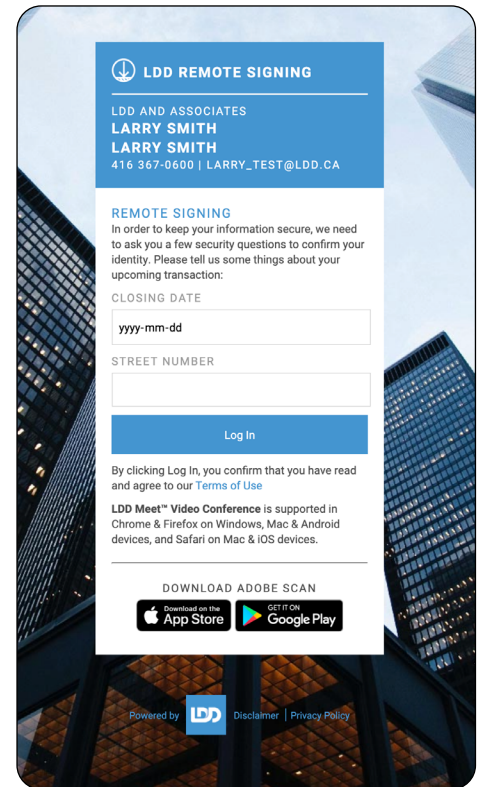 LDD REMOTE SIGNING
LDD AND ASSOCIATES
LARRY SMITH
LARRY SMITH
416 367-0600 | LARRY_TEST@LDD.CA
REMOTE SIGNING
In order to keep your information secure, we need
to ask you a few security questions to confirm your
identity. Please tell us some things about your
upcoming transaction:
CLOSING DATE
yyyy-mm-dd
STREET NUMBER
Log In
By clicking Log In, you confirm that you have read
and agree to our Terms of Use
LDD Meet™ Video Conference is supported in
Chrome & Firefox on Windows, Mac & Android
devices, and Safari on Mac & iOS devices.
DOWNLOAD ADOBE SCAN
Download on the
App Store
GET IT ON
Google Play
Powered by LDD Disclaimer | Privacy Policy